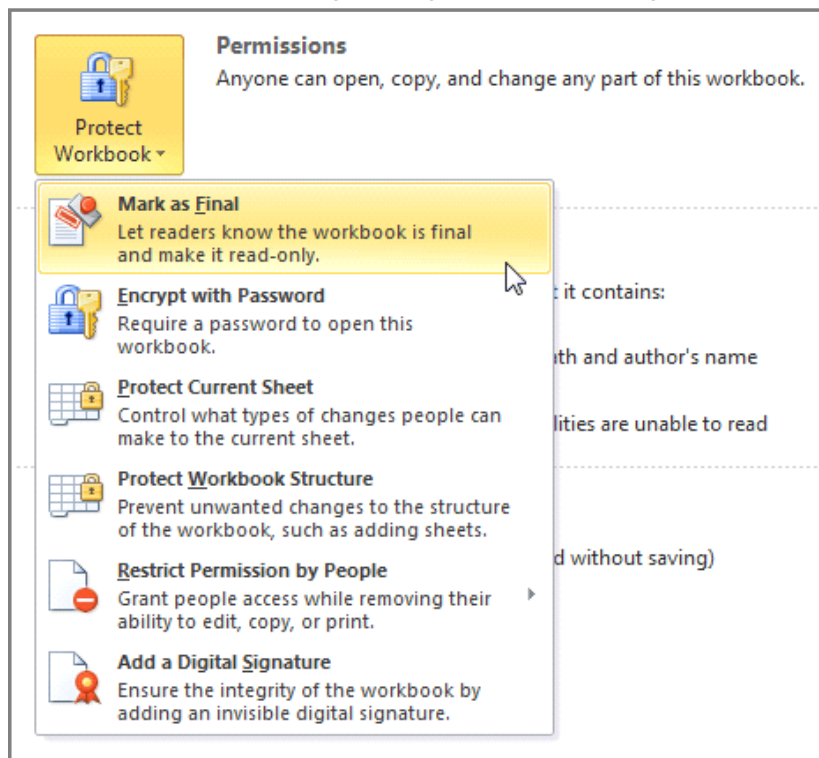 Permissions
Anyone can open, copy, and change any part of this workbook.
Protect
Workbook
Mark as Final
Let readers know the workbook is final
and make it read-only.
Encrypt with Password
Require a password to open this
workbook.
Protect Current Sheet
Control what types of changes people can
make to the current sheet.
Protect Workbook Structure
Prevent unwanted changes to the structure
of the workbook, such as adding sheets.
Restrict Permission by People
Grant people access while removing their
ability to edit, copy, or print.
Add a Digital Signature
Ensure the integrity of the workbook by
adding an invisible digital signature.
it contains:
and author's name
are unable to read
without saving)